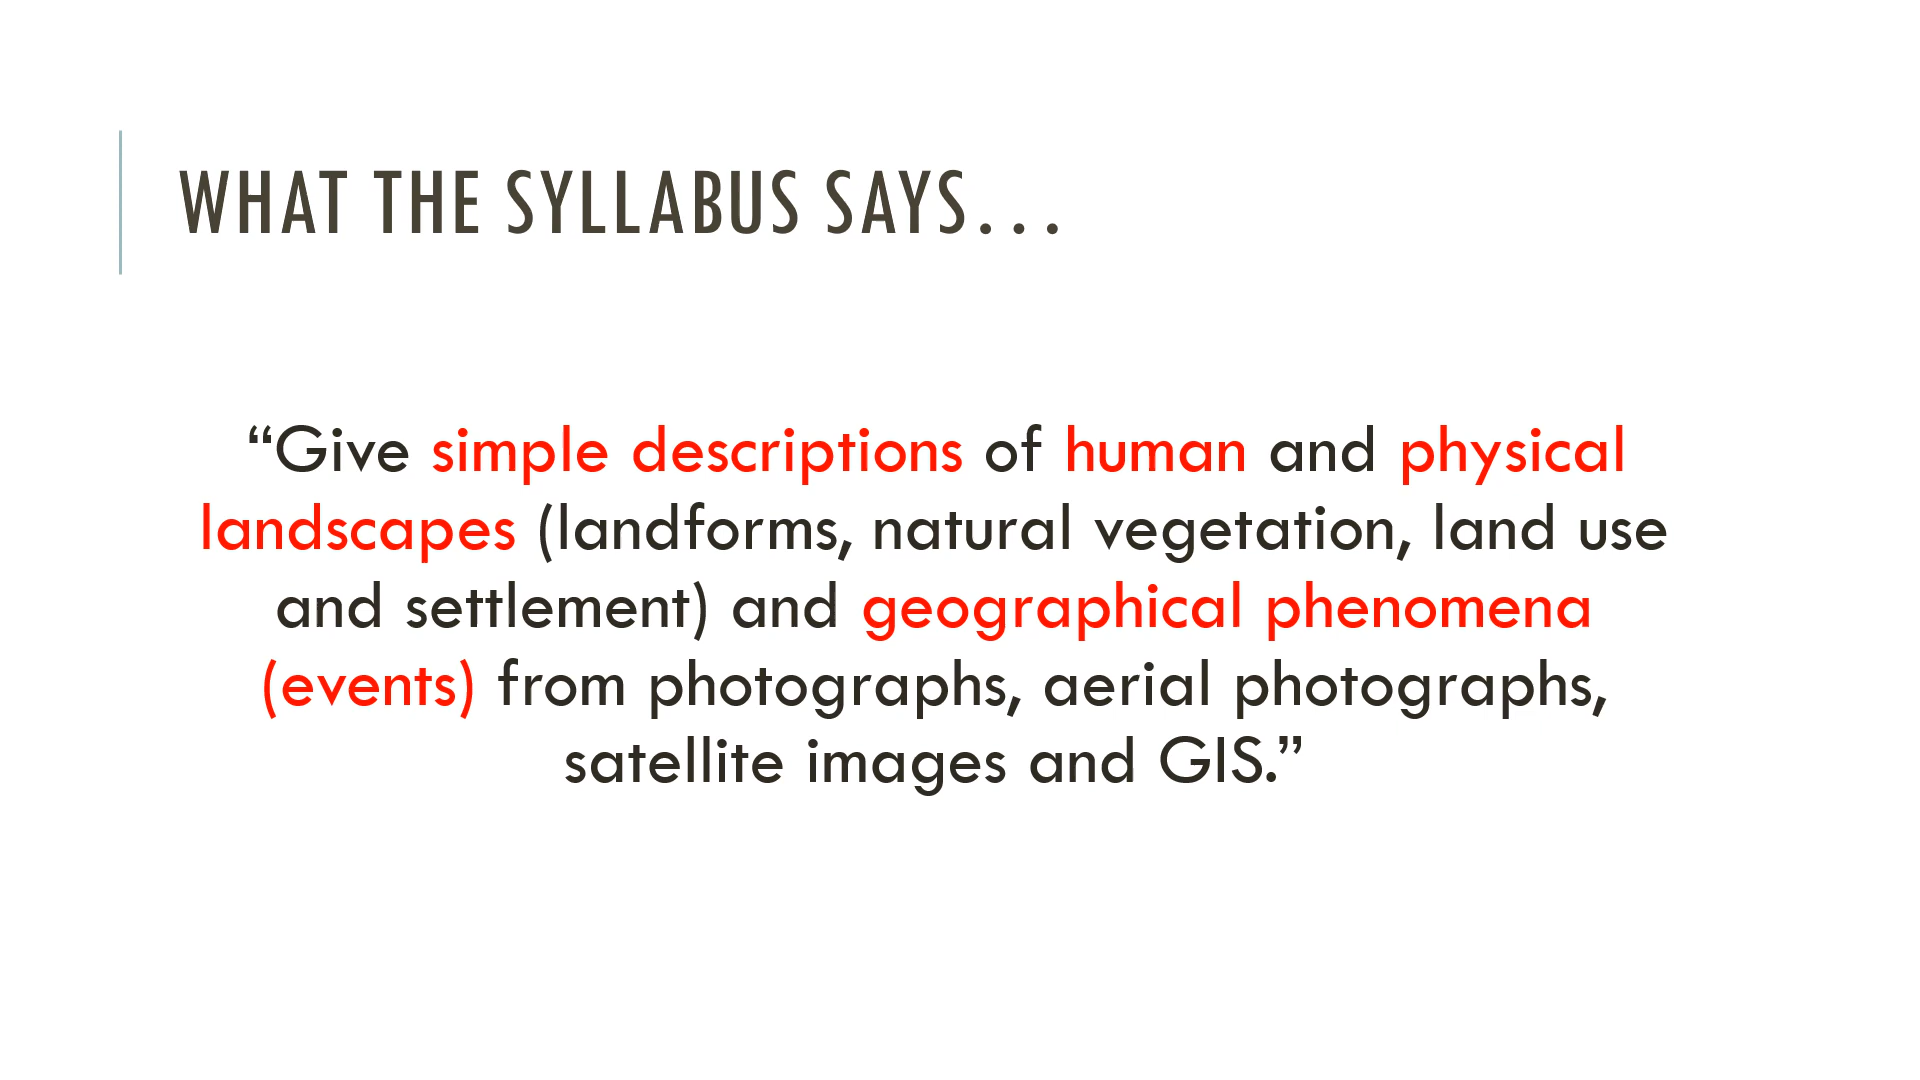 WHAT THE SYLLABUS SAYS…
“Give simple descriptions of human and physical
landscapes (landforms, natural vegetation, land use
and settlement) and geographical phenomena
(events) from photographs, aerial photographs,
satellite images and GIS.”